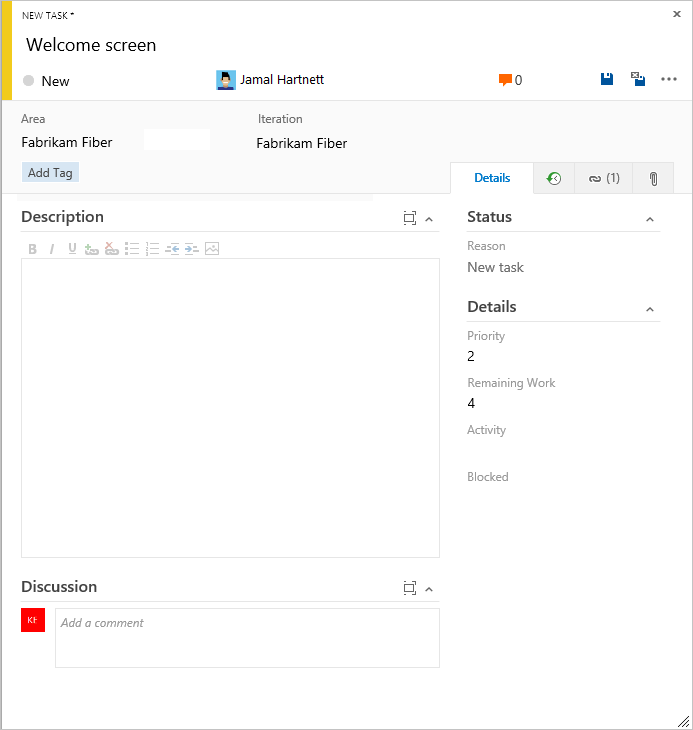 NEW TASK *
Welcome screen
New
Jamal Hartnett
0
Area
Iteration
Fabrikam Fiber
Fabrikam Fiber
Add Tag
Details
(1)
Description
B I U
Discussion
Add a comment
Status
Reason
New task
Details
Priority
2
Remaining Work
4
Activity
Blocked